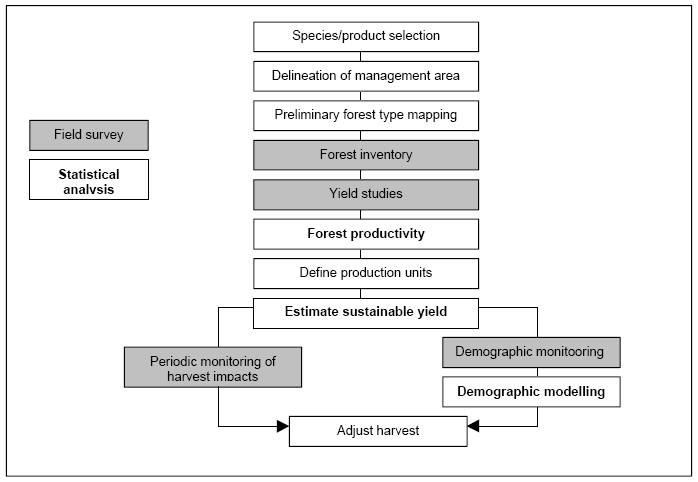 Species/product selection
Delineation of management area
Preliminary forest type mapping
Field survey
Forest inventory
Statistical
analysis
Yield studies
Forest productivity
Define production units
Estimate sustainable yield
Periodic monitoring of
harvest impacts
Demographic monitooring
Demographic modelling
Adjust harvest